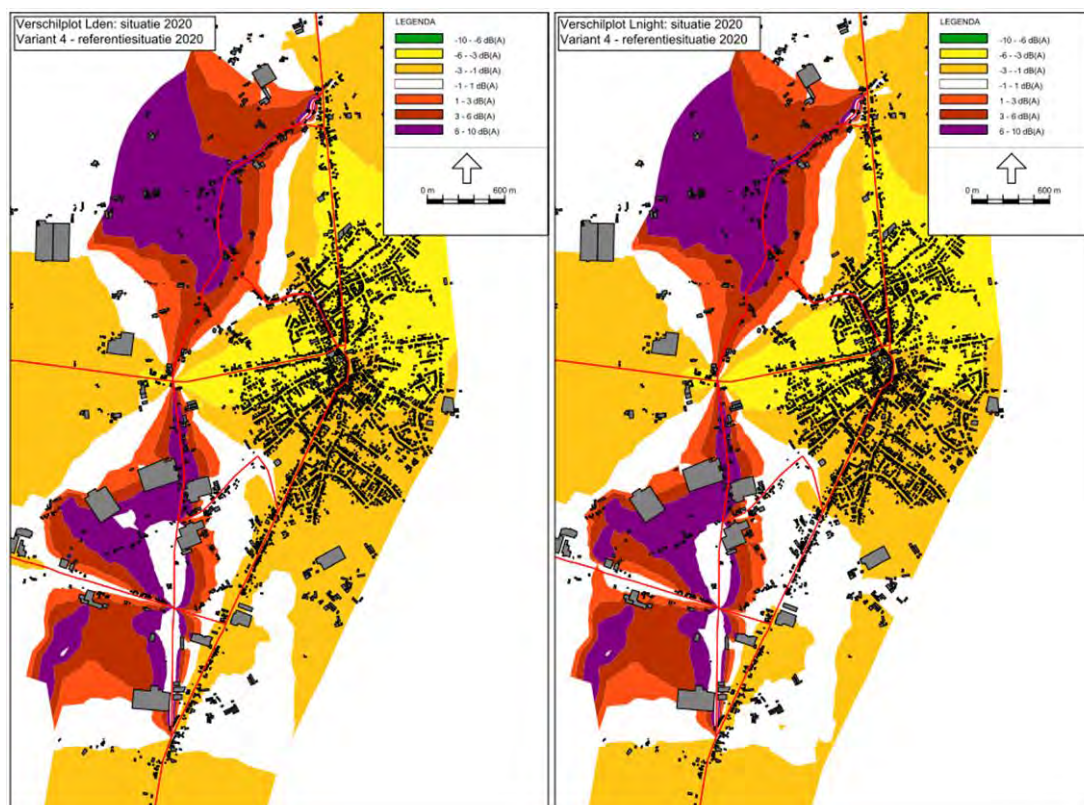 Verschilplot Lden: situatie 2020
Variant 4 - referentiesituatie 2020
LEGENDA
-10 - -6 dB(A)
-6 - -3 dB(A)
-3 - -1 dB(A)
-1 - 1 dB(A)
1 - 3 dB(A)
3 - 6 dB(A)
6 - 10 dB(A)
0 m 600 m
Verschilplot Lnight: situatie 2020
Variant 4 - referentiesituatie 2020
LEGENDA
-10 - -6 dB(A)
-6 - -3 dB(A)
-3 - -1 dB(A)
-1 - 1 dB(A)
1 - 3 dB(A)
3 - 6 dB(A)
6 - 10 dB(A)
0 m 600 m